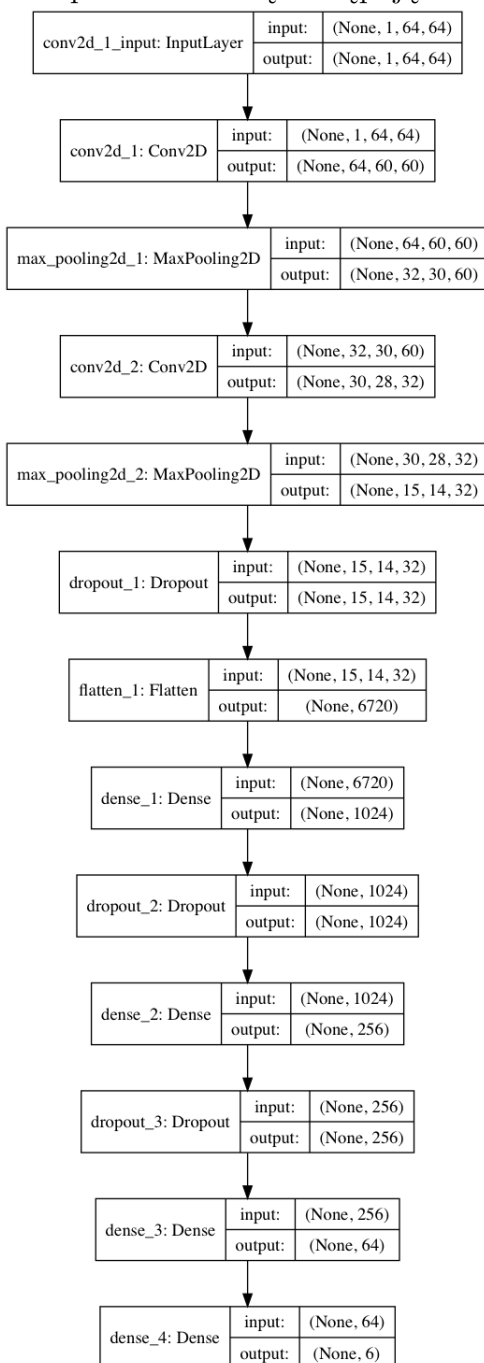 conv2d_1_input: InputLayer
input: (None, 1, 64, 64)
output: (None, 1, 64, 64)
conv2d_1: Conv2D
input: (None, 1, 64, 64)
output: (None, 64, 60, 60)
max_pooling2d_1: MaxPooling2D
input: (None, 64, 60, 60)
output: (None, 32, 30, 60)
conv2d_2: Conv2D
input: (None, 32, 30, 60)
output: (None, 30, 28, 32)
max_pooling2d_2: MaxPooling2D
input: (None, 30, 28, 32)
output: (None, 15, 14, 32)
dropout_1: Dropout
input: (None, 15, 14, 32)
output: (None, 15, 14, 32)
flatten_1: Flatten
input: (None, 15, 14, 32)
output: (None, 6720)
dense_1: Dense
input: (None, 6720)
output: (None, 1024)
dropout_2: Dropout
input: (None, 1024)
output: (None, 1024)
dense_2: Dense
input: (None, 1024)
output: (None, 256)
dropout_3: Dropout
input: (None, 256)
output: (None, 256)
dense_3: Dense
input: (None, 256)
output: (None, 64)
dense_4: Dense
input: (None, 64)
output: (None, 6)